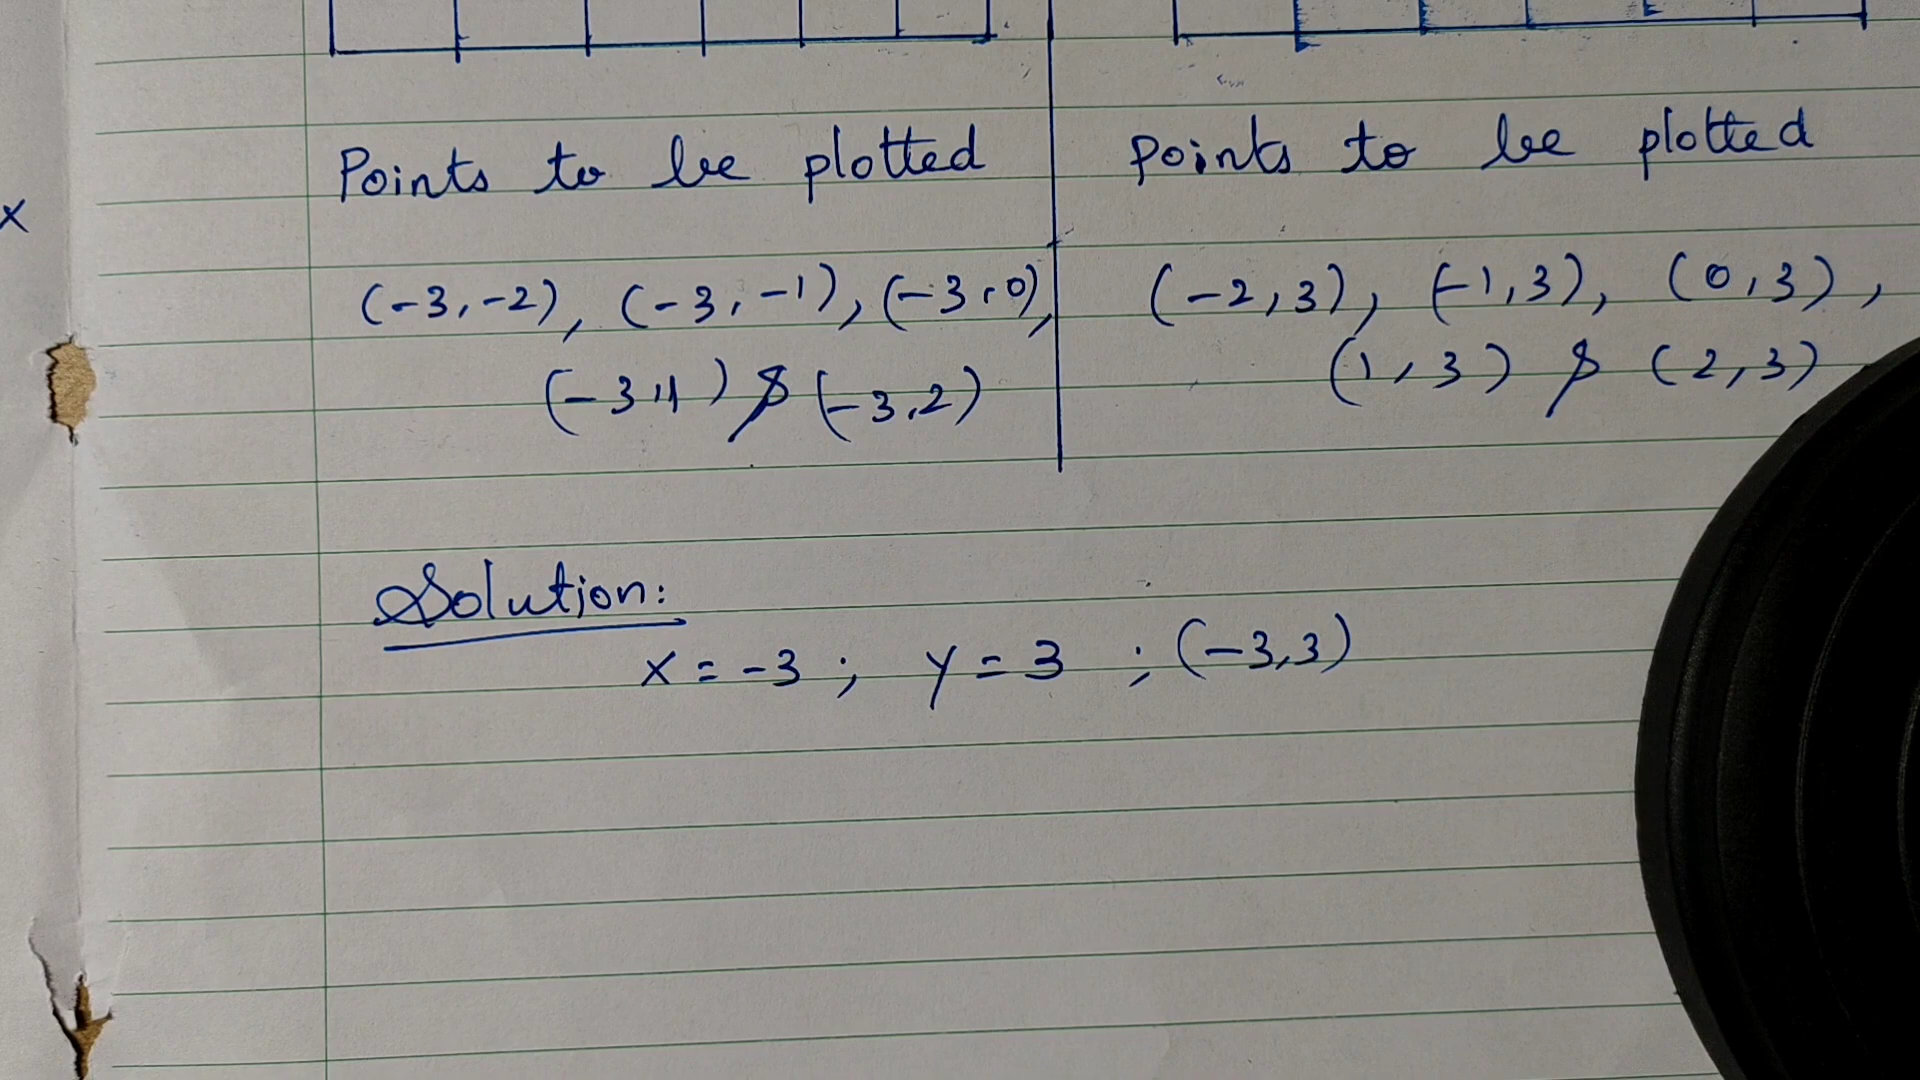 Points to be plotted
(-3,-2), (-3,-1), (-3,0),
(-3,1) & (-3,2)
Points to be plotted
(-2,3), (-1,3), (0,3),
(1,3) & (2,3)
x
Solution:
x = -3 ; y = 3 ; (-3,3)